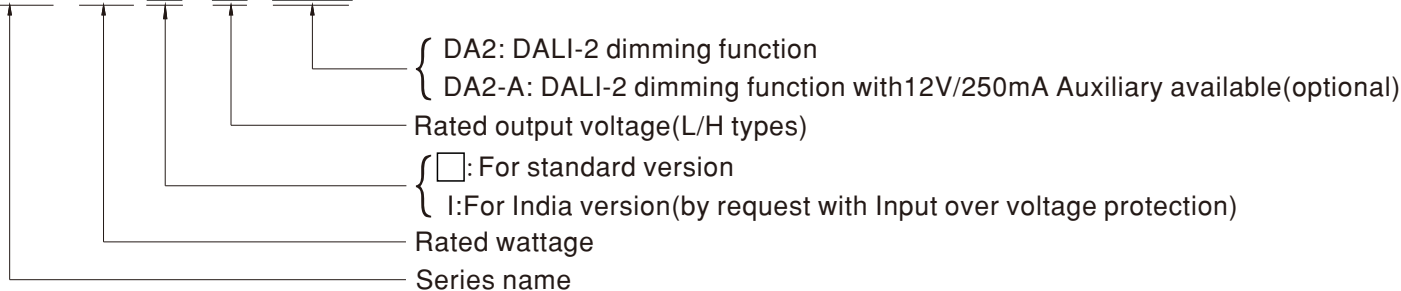 DA2: DALI-2 dimming function
DA2-A: DALI-2 dimming function with12V/250mA Auxiliary available(optional)
Rated output voltage(L/H types)
□: For standard version
I:For India version(by request with Input over voltage protection)
Rated wattage
Series name